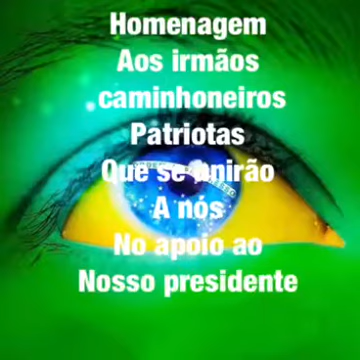 Homenagem
Aos irmãos
caminhoneiros
Patriotas
Que se unirão
A nós
No apoio ao
Nosso presidente